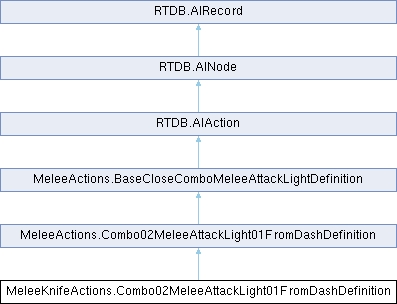 RTDB.AIRecord
RTDB.AINode
RTDB.AIAction
MeleeActions.BaseCloseComboMeleeAttackLightDefinition
MeleeActions.Combo02MeleeAttackLight01FromDashDefinition
MeleeKnifeActions.Combo02MeleeAttackLight01FromDashDefinition